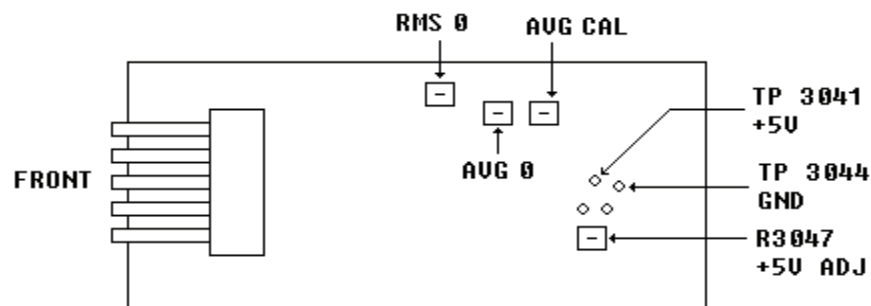 RMS 0
AVG CAL
TP 3041
+5V
AVG 0
FRONT
TP 3044
GND
R3047
+5V ADJ